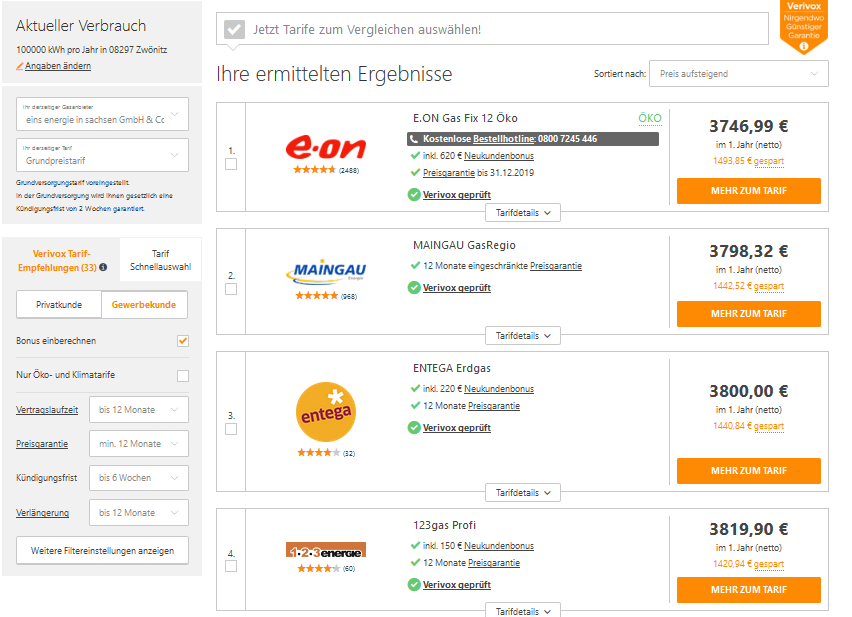 Aktueller Verbrauch
100000 kWh pro Jahr in 08297 Zwönitz
Angaben ändern
Ihr derzeitiger Gasanbieter
eins energie in sachsen GmbH & Co
Ihr derzeitiger Tarif
Grundpreistarif
Grundversorgungstarif voreingestellt.
In der Grundversorgung wird Ihnen gesetzlich eine
Kündigungsfrist von 2 Wochen garantiert.
Verivox Tarif-
Empfehlungen (33)
Tarif
Schnellauswahl
Privatkunde
Gewerbekunde
Bonus einberechnen
Nur Öko- und Klimatarife
Vertragslaufzeit
bis 12 Monate
Preisgarantie
min. 12 Monate
Kündigungsfrist
bis 6 Wochen
Verlängerung
bis 12 Monate
Weitere Filtereinstellungen anzeigen
Jetzt Tarife zum Vergleichen auswählen!
Verivox
Nirgendwo
Günstiger
Garantie
Ihre ermittelten Ergebnisse
Sortiert nach:
Preis aufsteigend
1.
e·on
(2488)
E.ON Gas Fix 12 Öko
ÖKO
Kostenlose Bestellhotline: 0800 7245 446
inkl. 620 € Neukundenbonus
Preisgarantie bis 31.12.2019
Verivox geprüft
Tarifdetails
3746,99 €
im 1. Jahr (netto)
1493,85 € gespart
MEHR ZUM TARIF
2.
MAINGAU
Energie
(968)
MAINGAU GasRegio
12 Monate eingeschränkte Preisgarantie
Verivox geprüft
Tarifdetails
3798,32 €
im 1. Jahr (netto)
1442,52 € gespart
MEHR ZUM TARIF
3.
entega
(32)
ENTEGA Erdgas
inkl. 220 € Neukundenbonus
12 Monate Preisgarantie
Verivox geprüft
Tarifdetails
3800,00 €
im 1. Jahr (netto)
1440,84 € gespart
MEHR ZUM TARIF
4.
1·2·3energie
(60)
123gas Profi
inkl. 150 € Neukundenbonus
12 Monate Preisgarantie
Verivox geprüft
Tarifdetails
3819,90 €
im 1. Jahr (netto)
1420,94 € gespart
MEHR ZUM TARIF